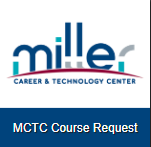 miller
CAREER & TECHNOLOGY CENTER
MCTC Course Request